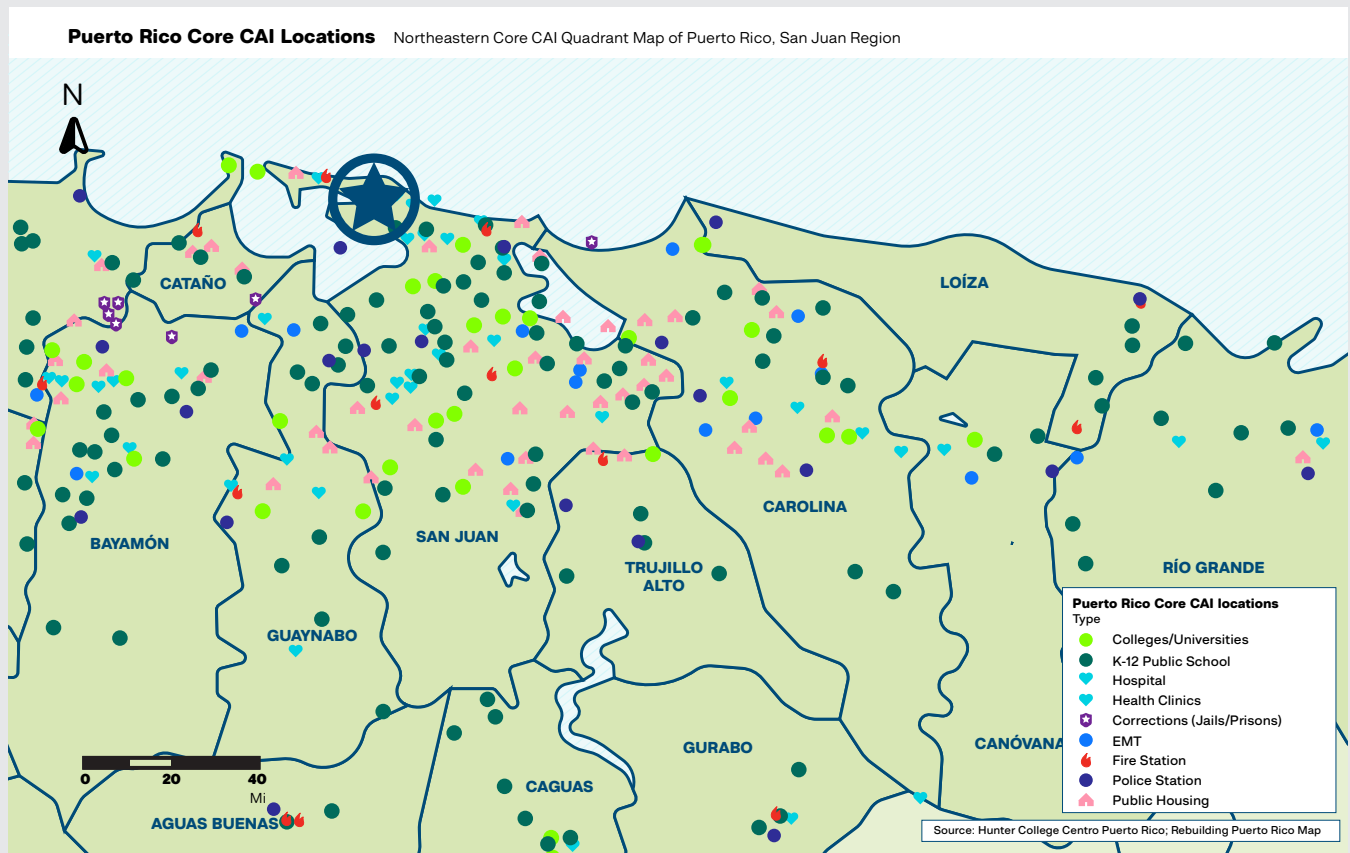 Puerto Rico Core CAI Locations Northeastern Core CAI Quadrant Map of Puerto Rico, San Juan Region
N
CATAÑO
LOÍZA
CAROLINA
SAN JUAN
BAYAMÓN
TRUJILLO
ALTO
RÍO GRANDE
GUAYNABO
CANÓVANA
GURABO
CAGUAS
AGUAS BUENAS
0 20 40
Mi
Puerto Rico Core CAI locations
Type
Colleges/Universities
K-12 Public School
Hospital
Health Clinics
Corrections (Jails/Prisons)
EMT
Fire Station
Police Station
Public Housing
Source: Hunter College Centro Puerto Rico; Rebuilding Puerto Rico Map